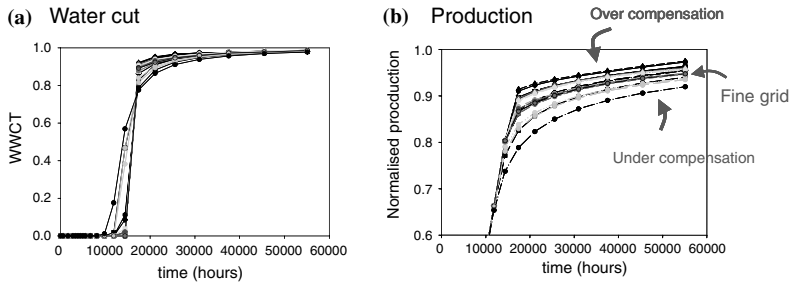 (a) Water cut
WWCT
1.0
0.8
0.6
0.4
0.2
0.0
0 10000 20000 30000 40000 50000 60000
time (hours)
(b) Production
Over compensation
Normalised procduction
1.0
0.9
0.8
0.7
0.6
Fine grid
Under compensation
0 10000 20000 30000 40000 50000 60000
time (hours)